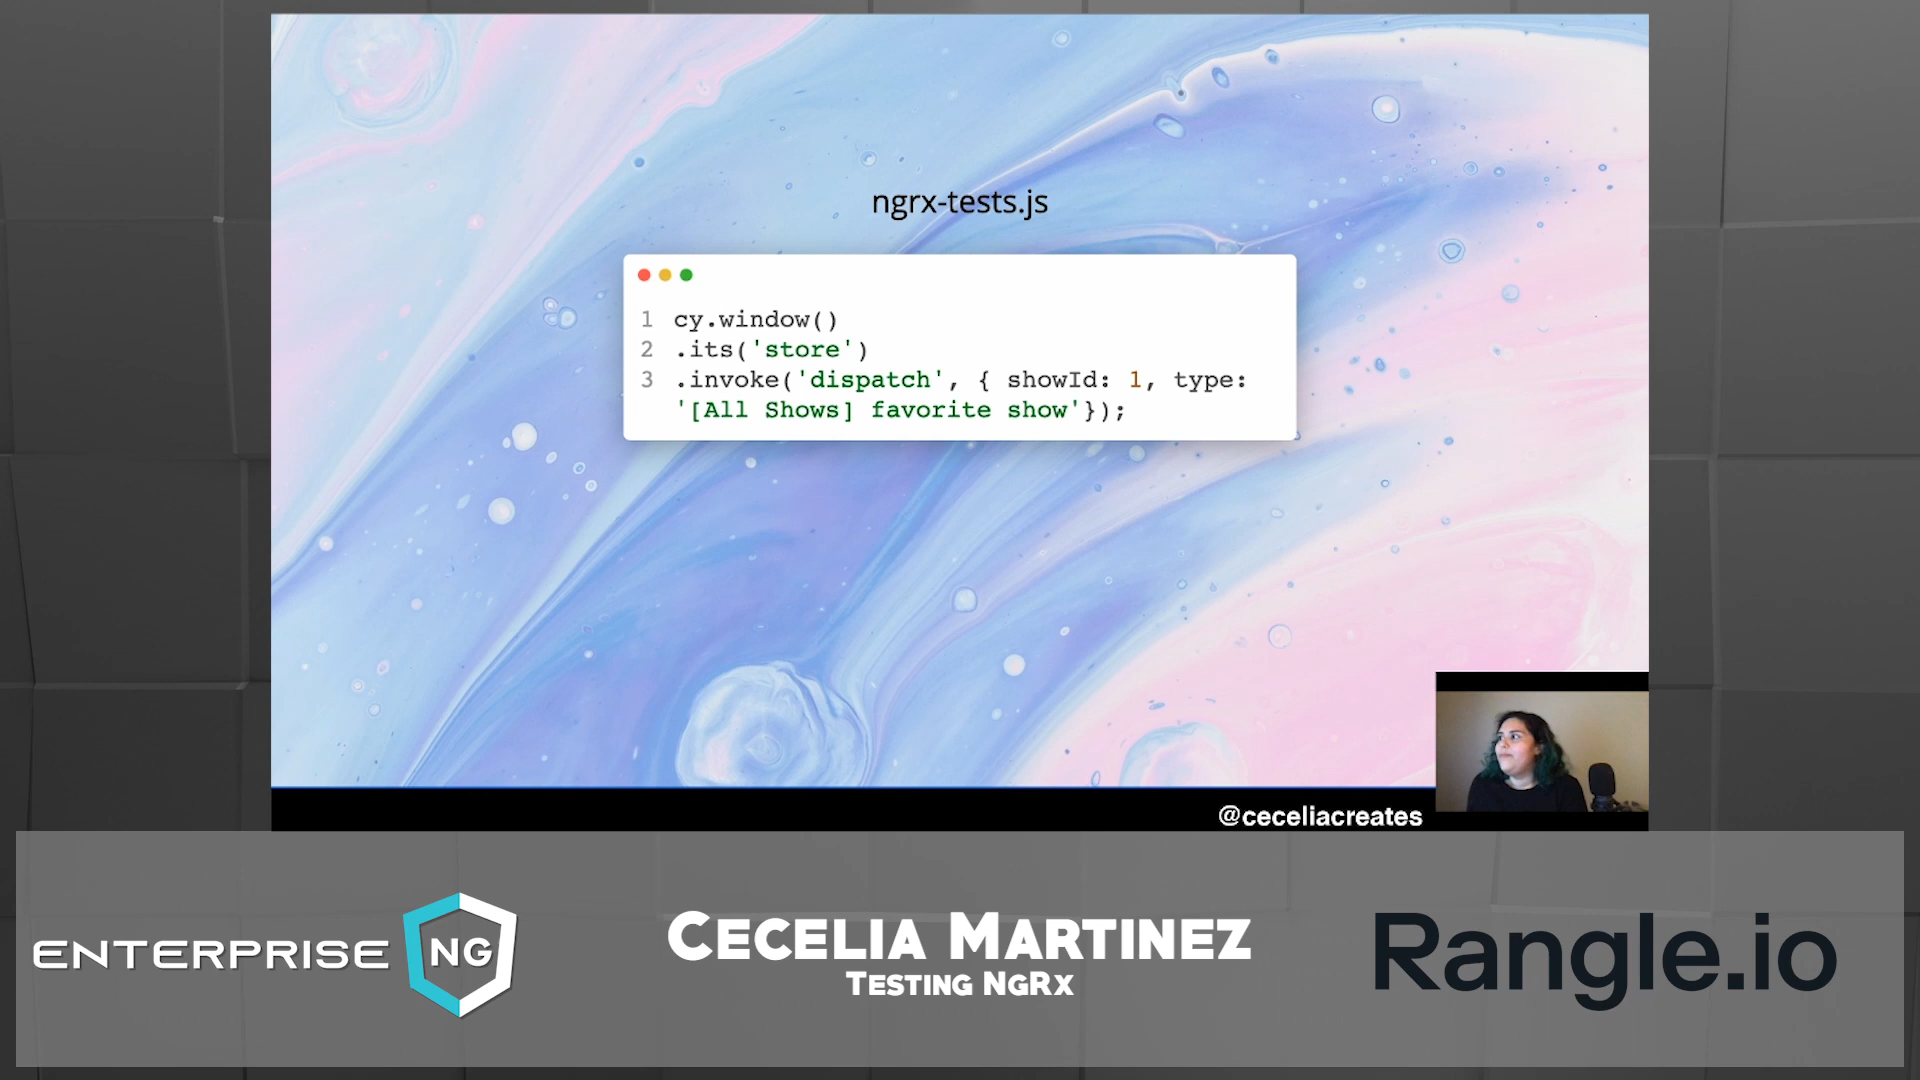 ngrx-tests.js
1 cy.window()
2 .its('store')
3 .invoke('dispatch', { showId: 1, type:
'[All Shows] favorite show'});
@ceceliacreates
ENTERPRISE NG
CECELIA MARTINEZ
TESTING NGRX
Rangle.io